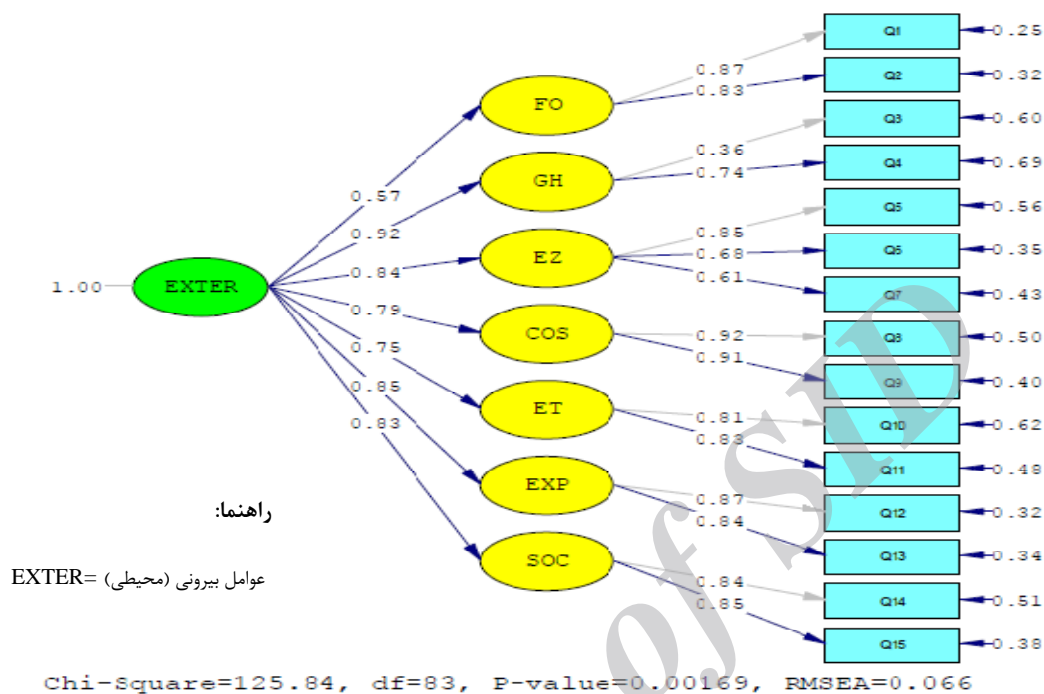 Q1 0.25
0.87
Q2 0.32
FO 0.83
Q3 0.60
0.36
Q4 0.69
GH 0.74
0.57
Q5 0.56
0.85
0.92
Q5 0.35
EZ 0.68
0.84
0.61
Q7 0.43
1.00 EXTER
0.79
COS 0.92 Q8 0.50
0.75
0.91
Q9 0.40
0.85
ET 0.81 Q10 0.62
0.83
0.83
Q11 0.48
EXP 0.87 Q12 0.32
0.84
Q13 0.34
راهنما:
SOC 0.84
Q14 0.51
0.85
عوامل بیرونی (محیطی) =EXTER
Q15 0.38
of SID
Chi-Square=125.84, df=83, P-value=0.00169, RMSEA=0.066